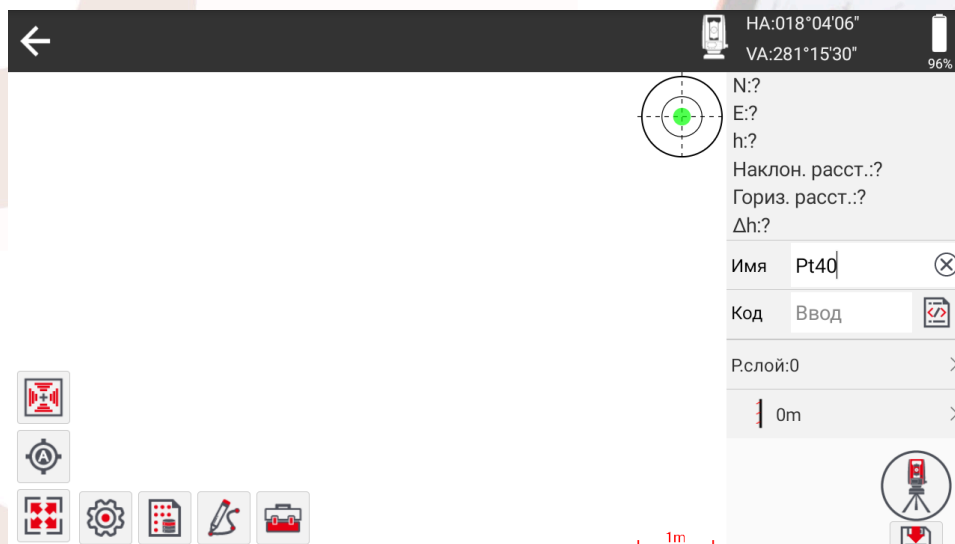 HA:018°04'06"
VA:281°15'30"
96%
N:?
E:?
h:?
Наклон. расст.:?
Гориз. расст.:?
Δh:?
Имя Pt40
Код Ввод
Р.слой:0
0m
A
1m